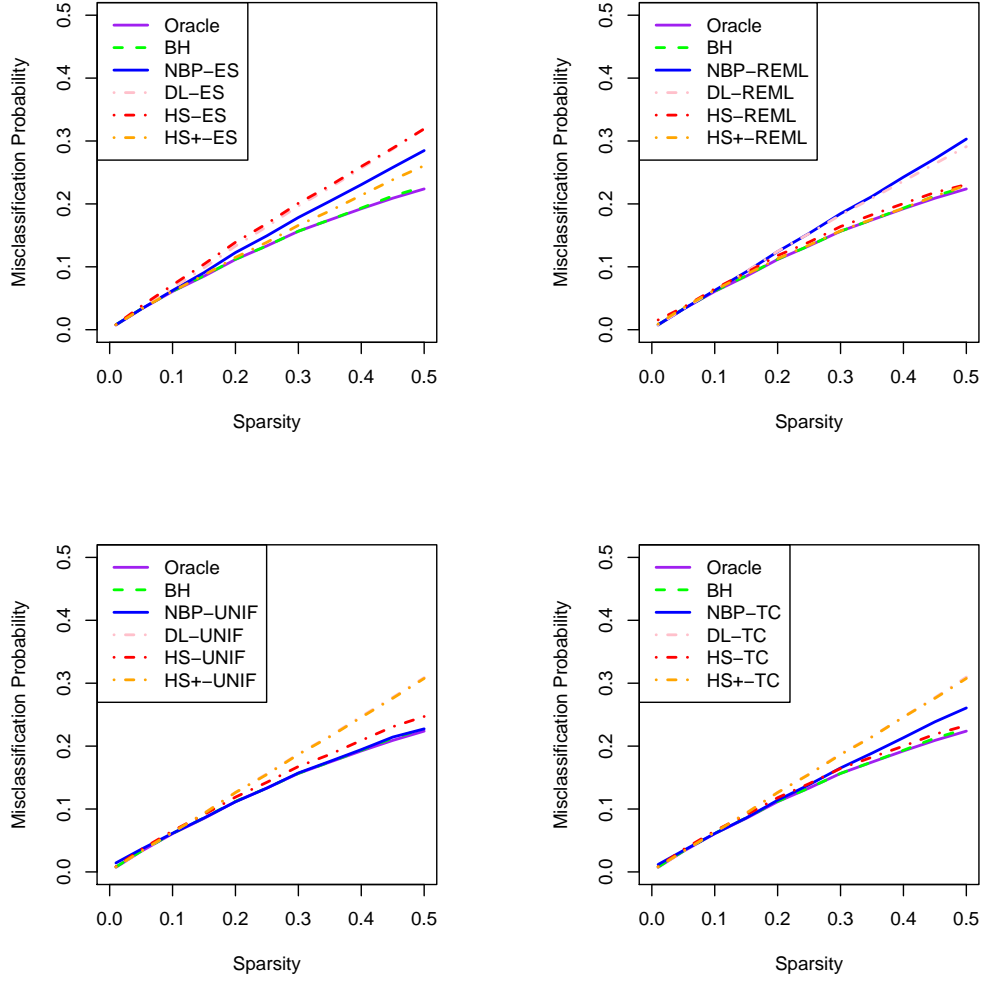 0.5
0.4
0.3
0.2
0.1
0.0
Misclassification Probability
Oracle
BH
NBP−ES
DL−ES
HS−ES
HS+−ES
0.0 0.1 0.2 0.3 0.4 0.5
Sparsity
0.5
0.4
0.3
0.2
0.1
0.0
Misclassification Probability
Oracle
BH
NBP−REML
DL−REML
HS−REML
HS+−REML
0.0 0.1 0.2 0.3 0.4 0.5
Sparsity
0.5
0.4
0.3
0.2
0.1
0.0
Misclassification Probability
Oracle
BH
NBP−UNIF
DL−UNIF
HS−UNIF
HS+−UNIF
0.0 0.1 0.2 0.3 0.4 0.5
Sparsity
0.5
0.4
0.3
0.2
0.1
0.0
Misclassification Probability
Oracle
BH
NBP−TC
DL−TC
HS−TC
HS+−TC
0.0 0.1 0.2 0.3 0.4 0.5
Sparsity